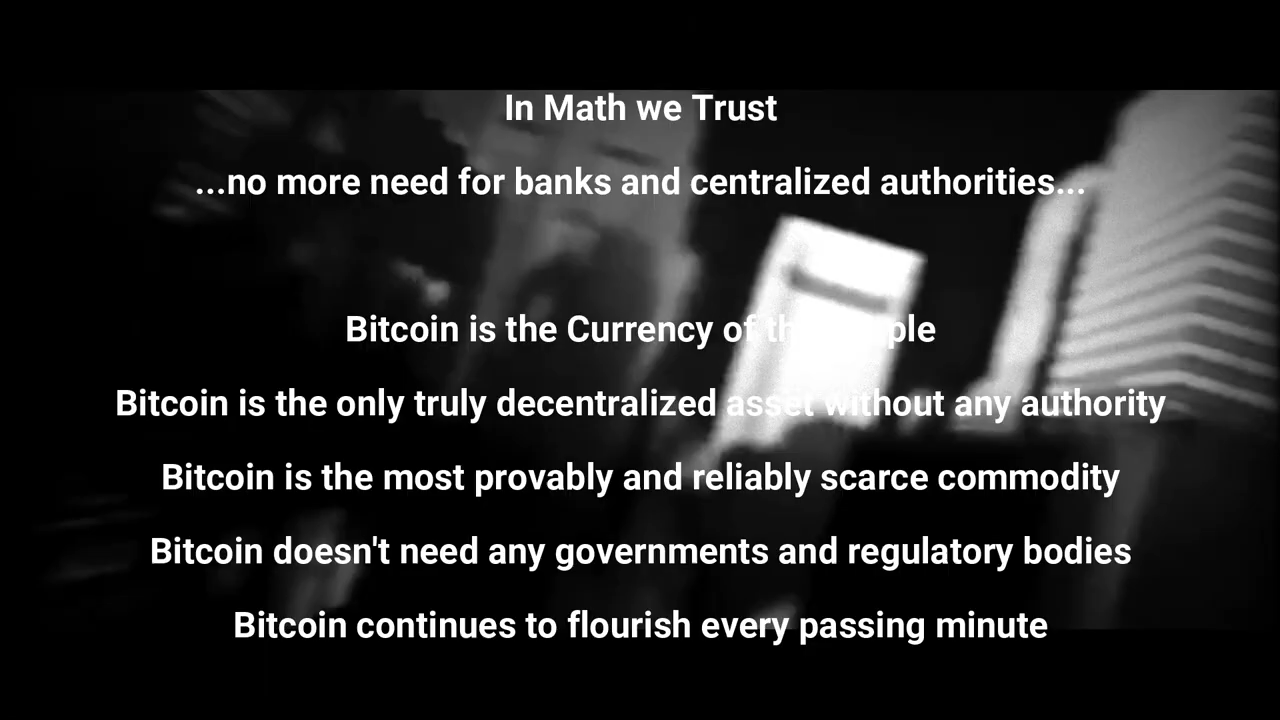 In Math we Trust
...no more need for banks and centralized authorities...
Bitcoin is the Currency of
Bitcoin is the only truly decentralized asset without any authority
Bitcoin is the most provably and reliably scarce commodity
Bitcoin doesn't need any governments and regulatory bodies
Bitcoin continues to flourish every passing minute